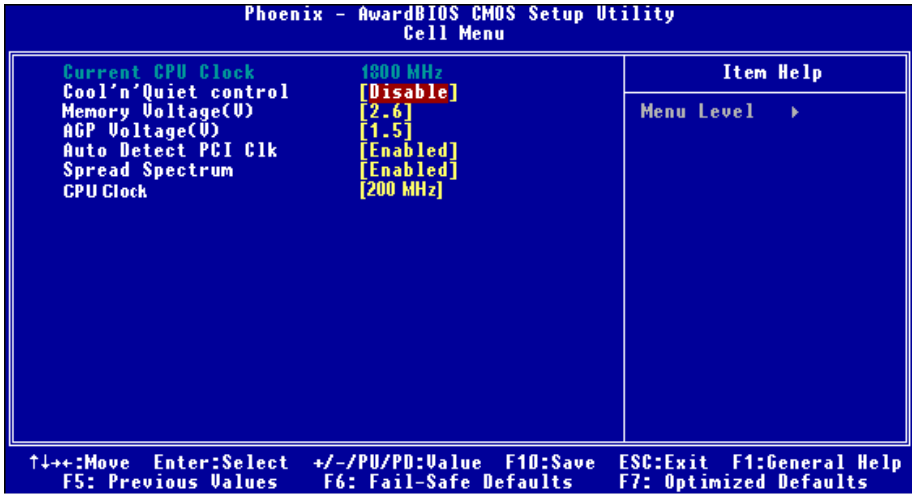 Phoenix - AwardBIOS CMOS Setup Utility
Cell Menu
Current CPU Clock 1800 MHz
Cool'n'Quiet control [Disable]
Memory Voltage(V) [2.6]
AGP Voltage(V) [1.5]
Auto Detect PCI Clk [Enabled]
Spread Spectrum [Enabled]
CPU Clock [200 MHz]
Item Help
Menu Level ▸
↑↓→←:Move Enter:Select +/-/PU/PD:Value F10:Save ESC:Exit F1:General Help
F5: Previous Values F6: Fail-Safe Defaults F7: Optimized Defaults